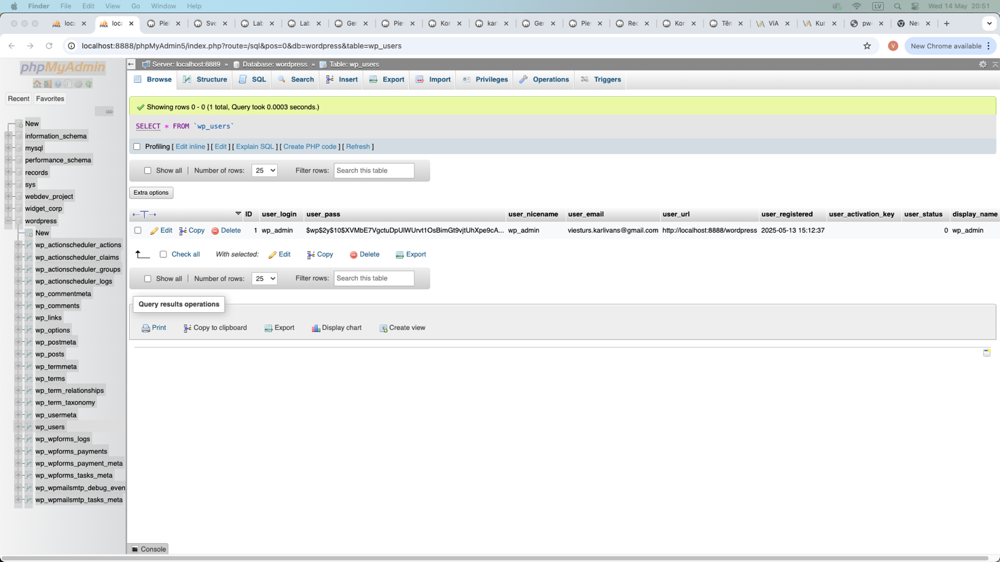 Finder File Edit View Go Window Help LV Wed 14 May 20:51
loca loca Piel Sve Lab Lab Ger Piev Kor karl Ger Piev Rec Kor Tēn ViA Kur pwe New
localhost:8888/phpMyAdmin5/index.php?route=/sql&pos=0&db=wordpress&table=wp_users V New Chrome available
phpMyAdmin
Recent Favorites
New
information_schema
mysql
performance_schema
records
sys
webdev_project
widget_corp
wordpress
New
wp_actionscheduler_actions
wp_actionscheduler_claims
wp_actionscheduler_groups
wp_actionscheduler_logs
wp_commentmeta
wp_comments
wp_links
wp_options
wp_postmeta
wp_posts
wp_termmeta
wp_terms
wp_term_relationships
wp_term_taxonomy
wp_usermeta
wp_users
wp_wpforms_logs
wp_wpforms_payments
wp_wpforms_payment_meta
wp_wpforms_tasks_meta
wp_wpmailsmtp_debug_even
wp_wpmailsmtp_tasks_meta
Server: localhost:8889 » Database: wordpress » Table: wp_users
Browse Structure SQL Search Insert Export Import Privileges Operations Triggers
Showing rows 0 - 0 (1 total, Query took 0.0003 seconds.)
SELECT * FROM `wp_users`
Profiling [ Edit inline ] [ Edit ] [ Explain SQL ] [ Create PHP code ] [ Refresh ]
Show all | Number of rows: 25 Filter rows: Search this table
Extra options
←T→ ID user_login user_pass user_nicename user_email user_url user_registered user_activation_key user_status display_name
Edit Copy Delete 1 wp_admin $wp$2y$10$XVMbE7VgctuDpUlWUrvt1OsBimGt9vjtUhXpe9cA... wp_admin viesturs.karlivans@gmail.com http://localhost:8888/wordpress 2025-05-13 15:12:37 0 wp_admin
Check all With selected: Edit Copy Delete Export
Show all | Number of rows: 25 Filter rows: Search this table
Query results operations
Print Copy to clipboard Export Display chart Create view
Console